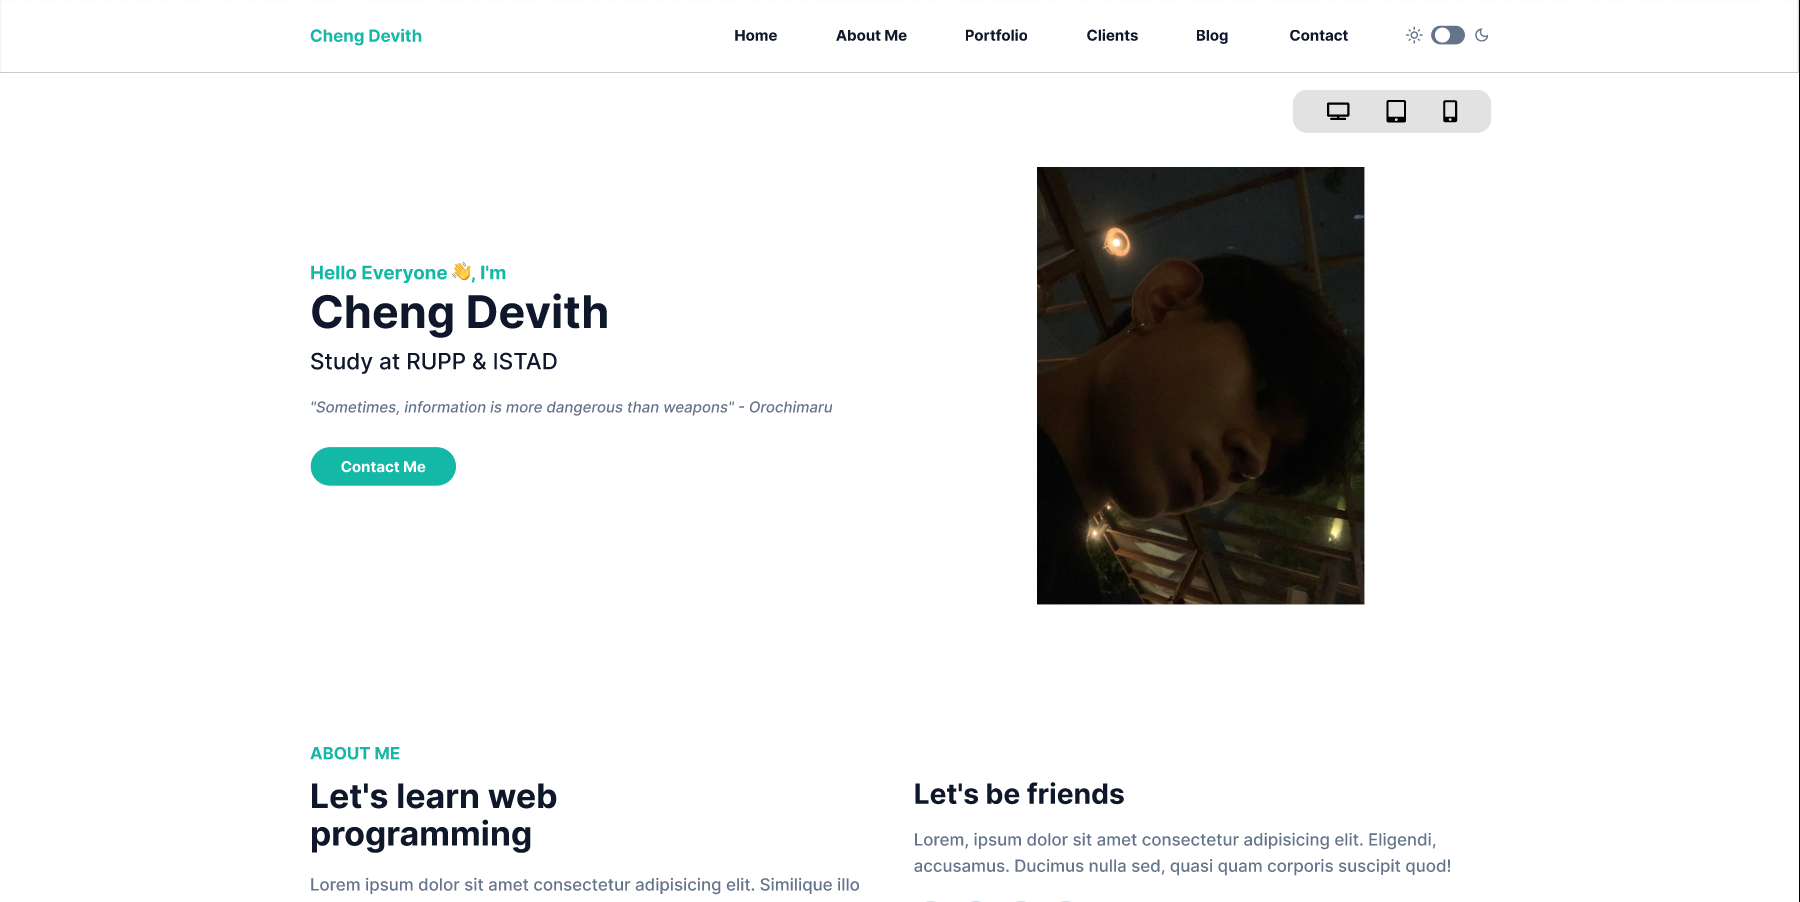 Cheng Devith
Home About Me Portfolio Clients Blog Contact
Hello Everyone 👋, I'm
Cheng Devith
Study at RUPP & ISTAD
"Sometimes, information is more dangerous than weapons" - Orochimaru
Contact Me
ABOUT ME
Let's learn web
programming
Lorem ipsum dolor sit amet consectetur adipisicing elit. Similique illo
Let's be friends
Lorem, ipsum dolor sit amet consectetur adipisicing elit. Eligendi,
accusamus. Ducimus nulla sed, quasi quam corporis suscipit quod!